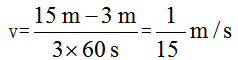 v = (15 m − 3 m) / (3 × 60 s) = 1/15 m / s